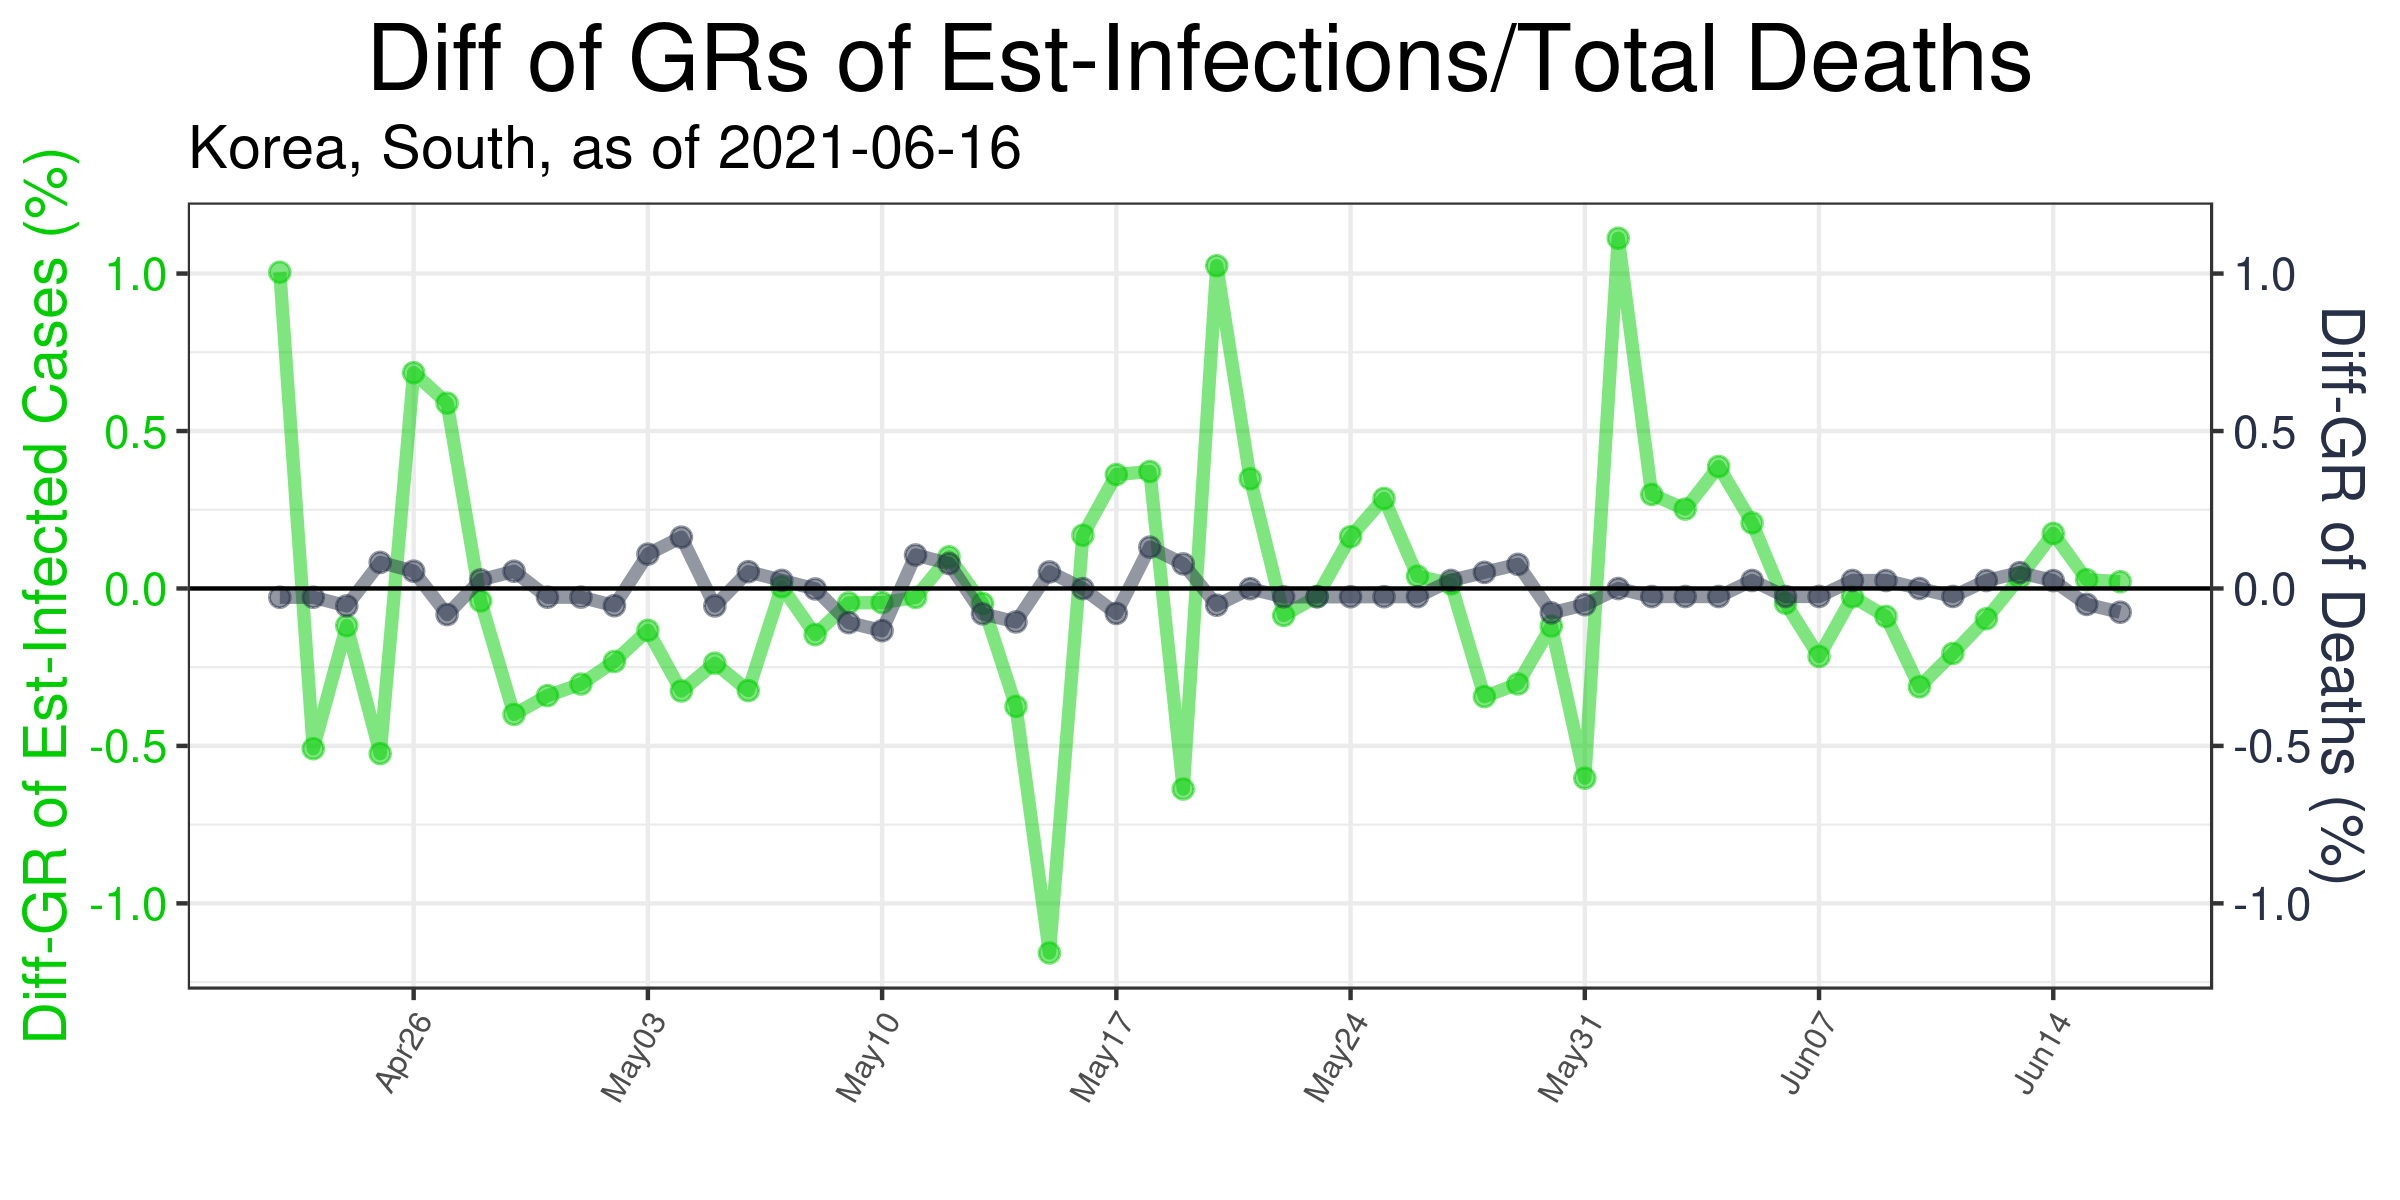 Diff of GRs of Est-Infections/Total Deaths
Korea, South, as of 2021-06-16
Diff-GR of Est-Infected Cases (%)
1.0
0.5
0.0
-0.5
-1.0
1.0
0.5
0.0
-0.5
-1.0
Diff-GR of Deaths (%)
Apr26
May03
May10
May17
May24
May31
Jun07
Jun14